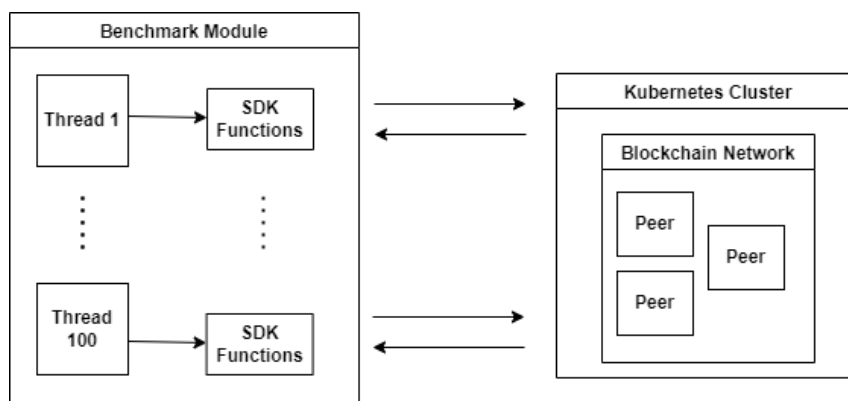 Benchmark Module
Thread 1
SDK
Functions
Thread
100
SDK
Functions
Kubernetes Cluster
Blockchain Network
Peer
Peer
Peer